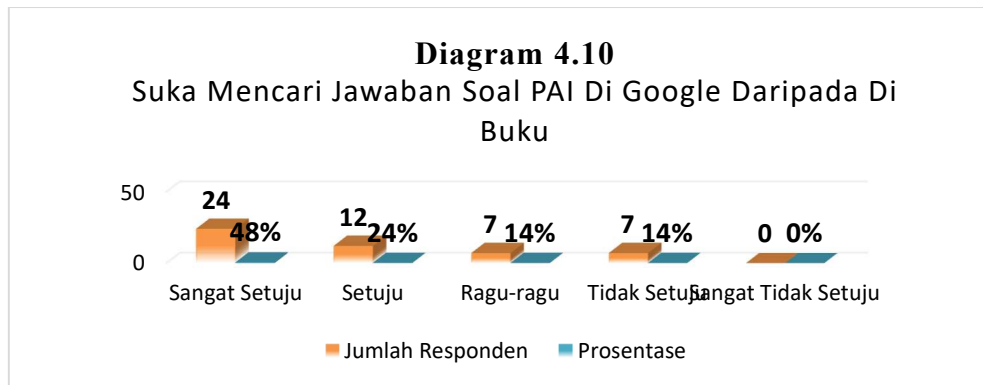 Diagram 4.10
Suka Mencari Jawaban Soal PAI Di Google Daripada Di
Buku
50
0
24
48%
12
24%
7
14%
7
14%
0
0%
Sangat Setuju
Setuju
Ragu-ragu
Tidak Setuju
Sangat Tidak Setuju
Jumlah Responden
Prosentase